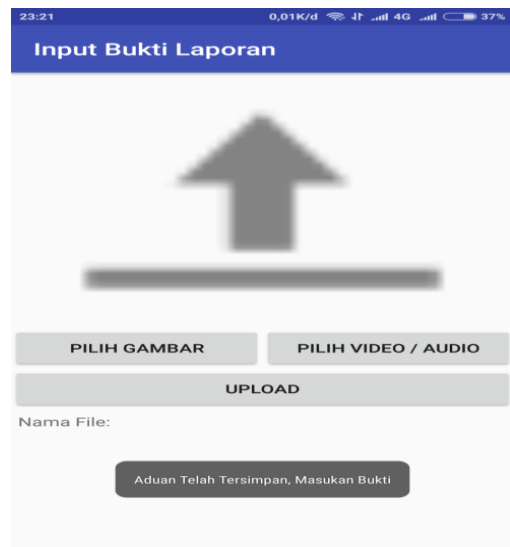 23:21 0,01K/d 4G 37%
Input Bukti Laporan
PILIH GAMBAR PILIH VIDEO / AUDIO
UPLOAD
Nama File:
Aduan Telah Tersimpan, Masukan Bukti